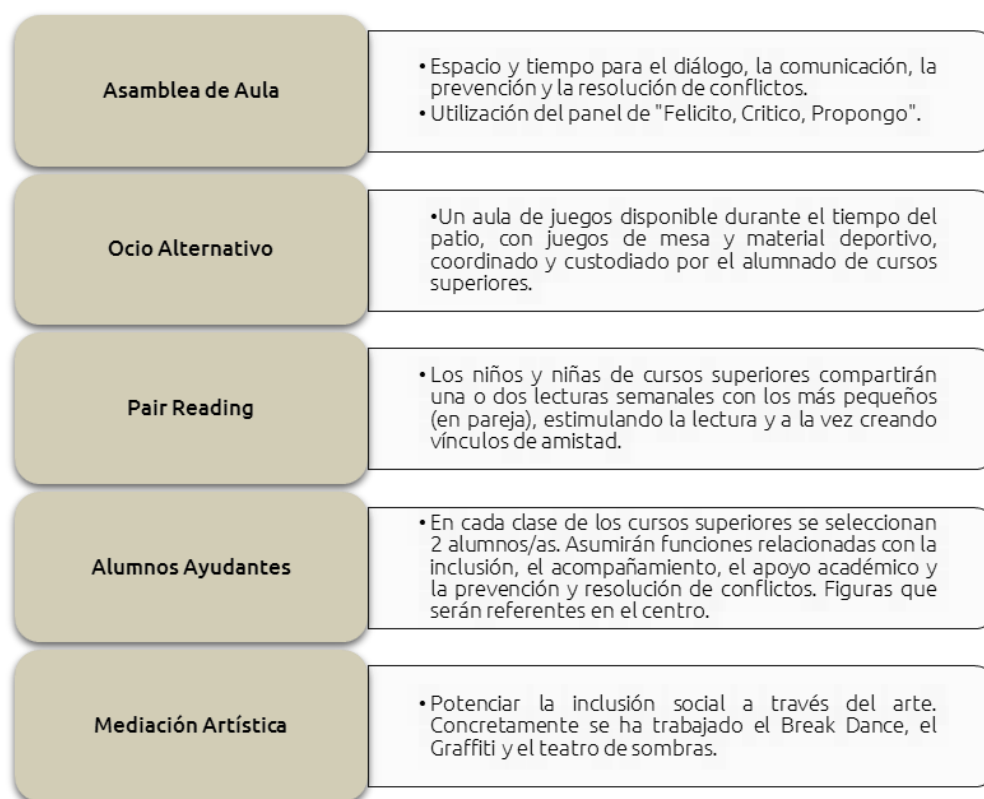 Asamblea de Aula
• Espacio y tiempo para el diálogo, la comunicación, la
prevención y la resolución de conflictos.
• Utilización del panel de "Felicito, Critico, Propongo".
Ocio Alternativo
•Un aula de juegos disponible durante el tiempo del
patio, con juegos de mesa y material deportivo,
coordinado y custodiado por el alumnado de cursos
superiores.
Pair Reading
• Los niños y niñas de cursos superiores compartirán
una o dos lecturas semanales con los más pequeños
(en pareja), estimulando la lectura y a la vez creando
vínculos de amistad.
Alumnos Ayudantes
• En cada clase de los cursos superiores se seleccionan
2 alumnos/as. Asumirán funciones relacionadas con la
inclusión, el acompañamiento, el apoyo académico y
la prevención y resolución de conflictos. Figuras que
serán referentes en el centro.
Mediación Artística
• Potenciar la inclusión social a través del arte.
Concretamente se ha trabajado el Break Dance, el
Graffiti y el teatro de sombras.